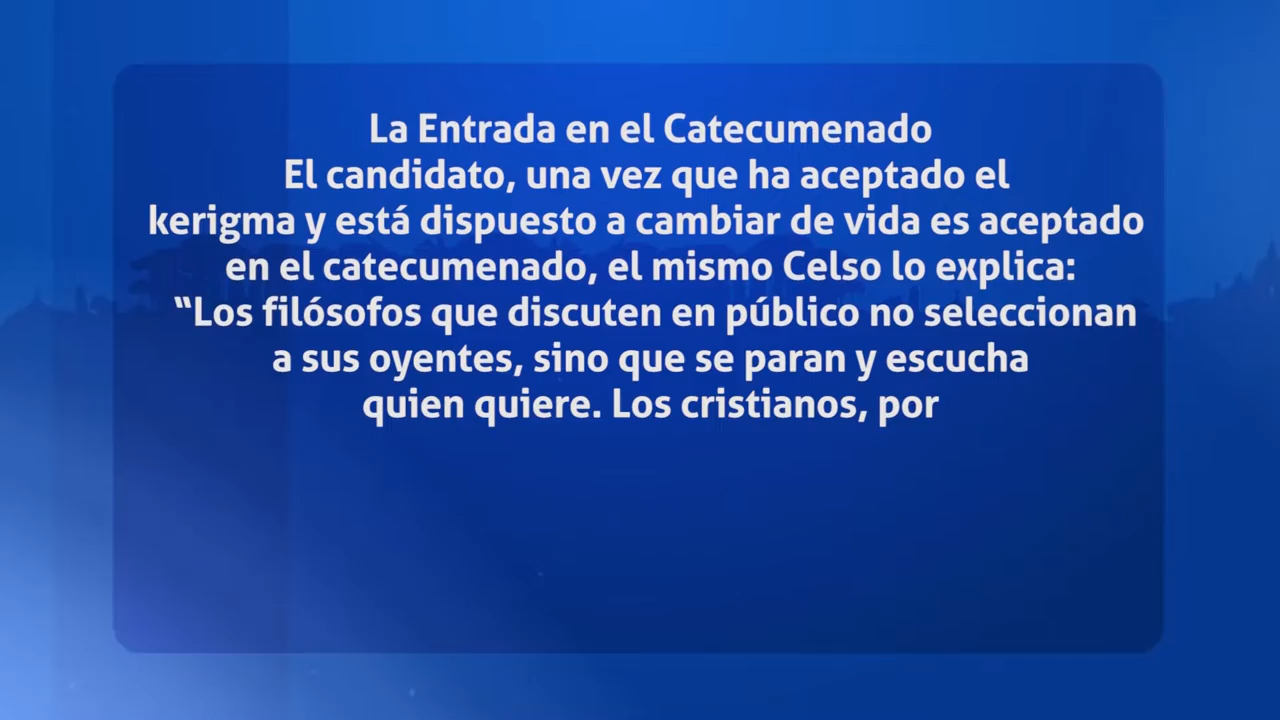 La Entrada en el Catecumenado
El candidato, una vez que ha aceptado el
kerigma y está dispuesto a cambiar de vida es aceptado
en el catecumenado, el mismo Celso lo explica:
“Los filósofos que discuten en público no seleccionan
a sus oyentes, sino que se paran y escucha
quien quiere. Los cristianos, por